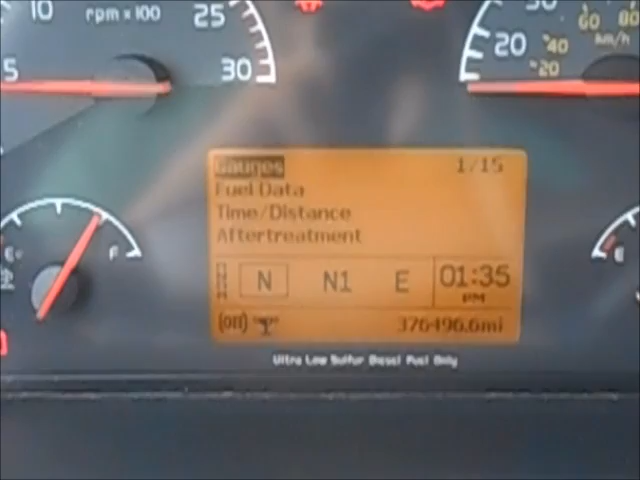 10 rpm x 100 25
5 30
20
60 80
40 km/h
20
Gauges 1/15
Fuel Data
Time/Distance
Aftertreatment
N N1 E 01:35
PM
376496.6mi
E F
E
Ultra Low Sulfur Diesel Fuel Only